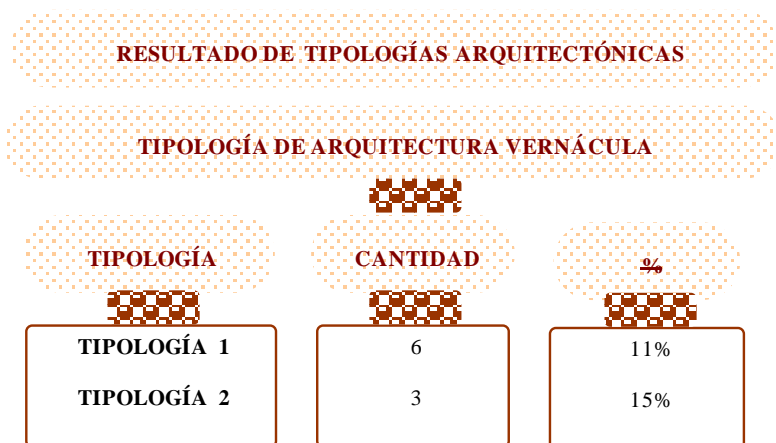 RESULTADO DE TIPOLOGÍAS ARQUITECTÓNICAS
TIPOLOGÍA DE ARQUITECTURA VERNÁCULA
TIPOLOGÍA CANTIDAD %
TIPOLOGÍA 1 6 11%
TIPOLOGÍA 2 3 15%